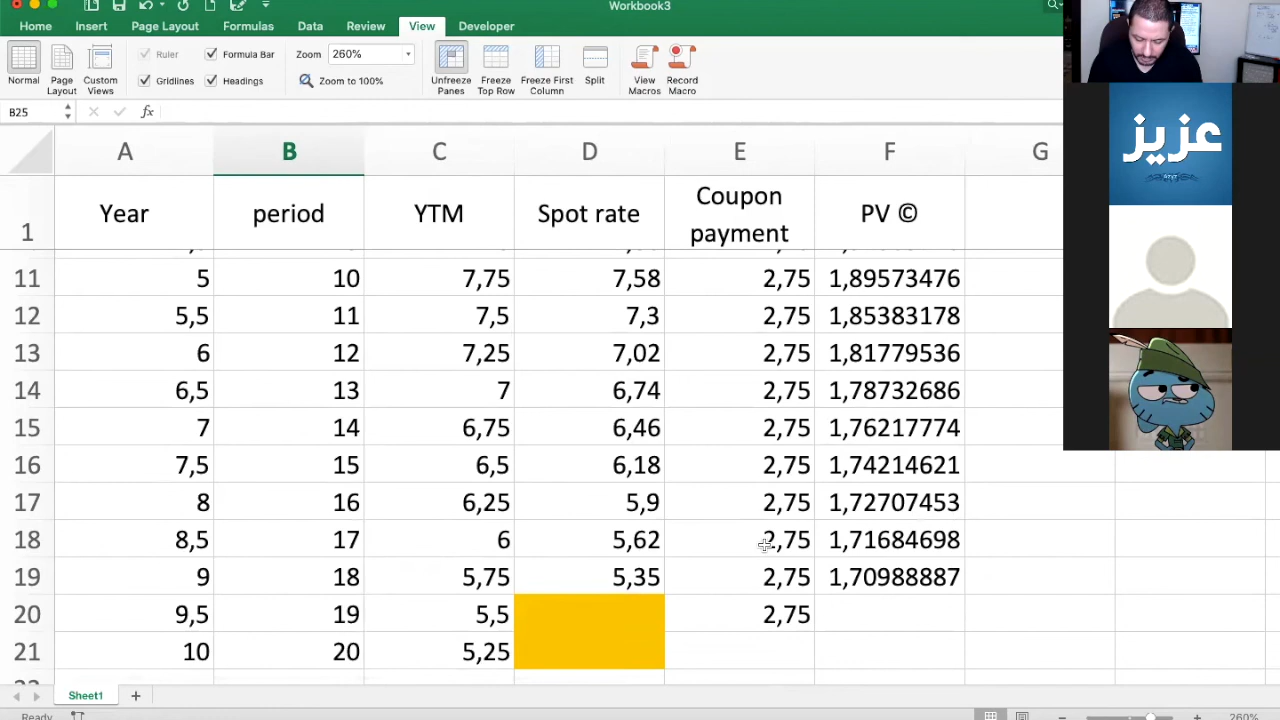 Workbook3
Home Insert Page Layout Formulas Data Review View Developer
Ruler Formula Bar Zoom 260% Zoom to 100%
Gridlines Headings
Normal Page Layout Custom Views Unfreeze Panes Freeze Top Row Freeze First Column Split View Macros Record Macro
B25 fx
A B C D E F G
1 Year period YTM Spot rate Coupon payment PV ©
11 5 10 7,75 7,58 2,75 1,89573476
12 5,5 11 7,5 7,3 2,75 1,85383178
13 6 12 7,25 7,02 2,75 1,81779536
14 6,5 13 7 6,74 2,75 1,78732686
15 7 14 6,75 6,46 2,75 1,76217774
16 7,5 15 6,5 6,18 2,75 1,74214621
17 8 16 6,25 5,9 2,75 1,72707453
18 8,5 17 6 5,62 2,75 1,71684698
19 9 18 5,75 5,35 2,75 1,70988887
20 9,5 19 5,5 2,75
21 10 20 5,25
Sheet1
Ready 260%
عزيز